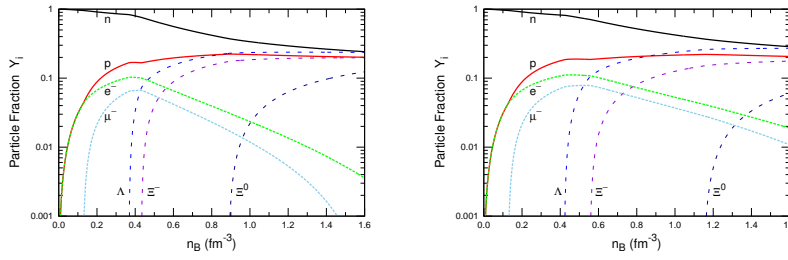 Particle Fraction Y_i
1
0.1
0.01
0.001
n
p
e⁻
μ⁻
Λ
Ξ⁻
Ξ⁰
0.0 0.2 0.4 0.6 0.8 1.0 1.2 1.4 1.6
n_B (fm⁻³)
Particle Fraction Y_i
1
0.1
0.01
0.001
n
p
e⁻
μ⁻
Λ
Ξ⁻
Ξ⁰
0.0 0.2 0.4 0.6 0.8 1.0 1.2 1.4 1.6
n_B (fm⁻³)